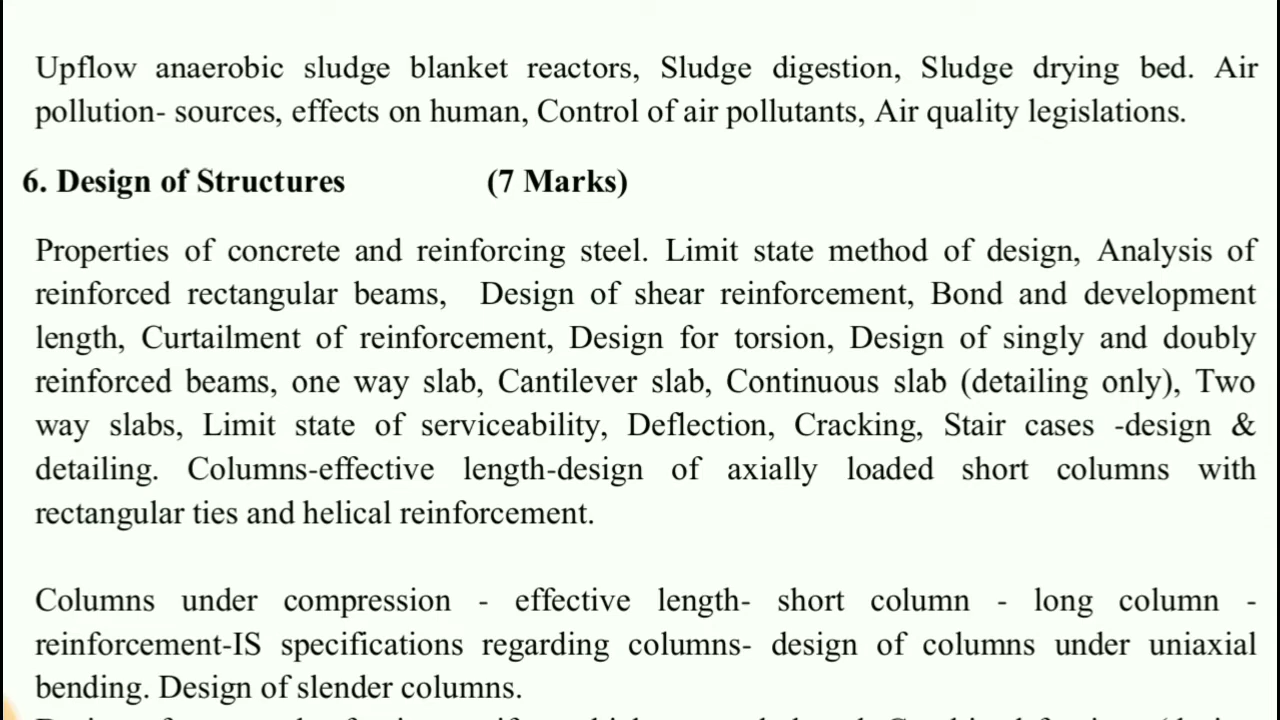 Upflow anaerobic sludge blanket reactors, Sludge digestion, Sludge drying bed. Air
pollution- sources, effects on human, Control of air pollutants, Air quality legislations.
6. Design of Structures (7 Marks)
Properties of concrete and reinforcing steel. Limit state method of design, Analysis of
reinforced rectangular beams, Design of shear reinforcement, Bond and development
length, Curtailment of reinforcement, Design for torsion, Design of singly and doubly
reinforced beams, one way slab, Cantilever slab, Continuous slab (detailing only), Two
way slabs, Limit state of serviceability, Deflection, Cracking, Stair cases -design &
detailing. Columns-effective length-design of axially loaded short columns with
rectangular ties and helical reinforcement.
Columns under compression - effective length- short column - long column -
reinforcement-IS specifications regarding columns- design of columns under uniaxial
bending. Design of slender columns.